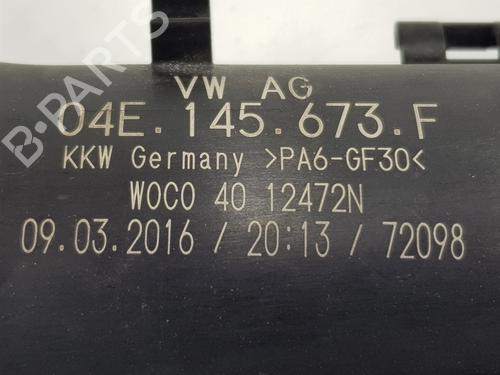 B-PARTS
VW AG
04E.145.673.F
KKW Germany >PA6-GF30<
WOCO 40 12472N
09.03.2016 / 20:13 / 72098